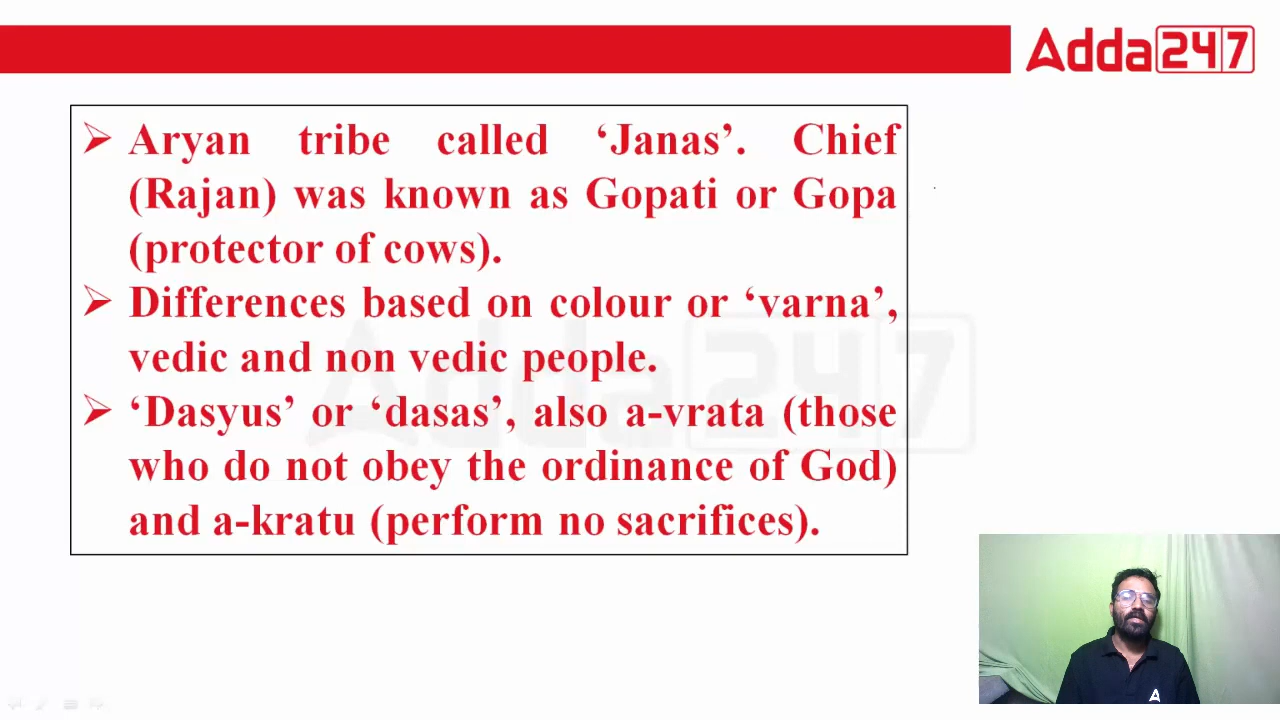 Adda247
Aryan tribe called ‘Janas’. Chief
(Rajan) was known as Gopati or Gopa
(protector of cows).
Differences based on colour or ‘varna’,
vedic and non vedic people.
‘Dasyus’ or ‘dasas’, also a-vrata (those
who do not obey the ordinance of God)
and a-kratu (perform no sacrifices).
Adda247